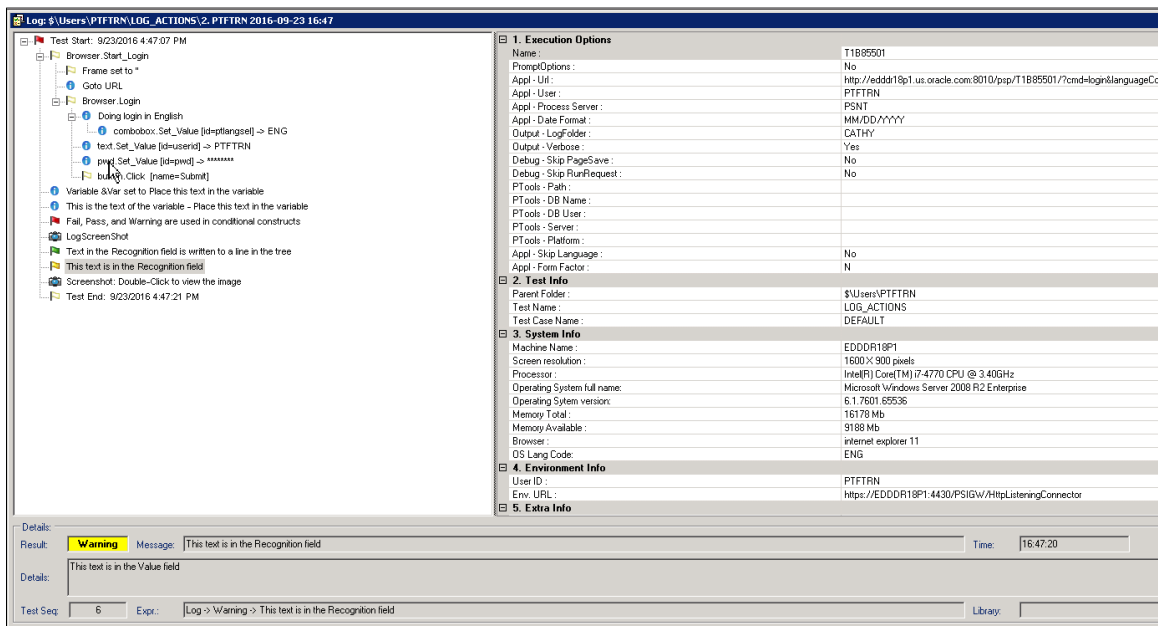 Log: $\Users\PTFTRN\LOG_ACTIONS\2. PTFTRN 2016-09-23 16:47
Test Start: 9/23/2016 4:47:07 PM
Browser.Start_Login
Frame set to "
Goto URL
Browser.Login
Doing login in English
combobox.Set_Value [id=ptlangsel] -> ENG
text.Set_Value [id=userid] -> PTFTRN
pwd.Set_Value [id=pwd] -> ********
button.Click [name=Submit]
Variable &Var set to Place this text in the variable
This is the text of the variable - Place this text in the variable
Fail, Pass, and Warning are used in conditional constructs
LogScreenShot
Text in the Recognition field is written to a line in the tree
This text is in the Recognition field
Screenshot: Double-Click to view the image
Test End: 9/23/2016 4:47:21 PM
1. Execution Options
Name : T1B85501
PromptOptions : No
Appl - Url : http://edddr18p1.us.oracle.com:8010/psp/T1B85501/?cmd=login&languageCo
Appl - User : PTFTRN
Appl - Process Server : PSNT
Appl - Date Format : MM/DD/YYYY
Output - LogFolder : CATHY
Output - Verbose : Yes
Debug - Skip PageSave : No
Debug - Skip RunRequest : No
PTools - Path :
PTools - DB Name :
PTools - DB User :
PTools - Server :
PTools - Platform :
Appl - Skip Language : No
Appl - Form Factor : N
2. Test Info
Parent Folder : $\Users\PTFTRN
Test Name : LOG_ACTIONS
Test Case Name : DEFAULT
3. System Info
Machine Name : EDDDR18P1
Screen resolution : 1600 X 900 pixels
Processor : Intel(R) Core(TM) i7-4770 CPU @ 3.40GHz
Operating System full name: Microsoft Windows Server 2008 R2 Enterprise
Operating Sytem version: 6.1.7601.65536
Memory Total : 16178 Mb
Memory Available : 9188 Mb
Browser : internet explorer 11
OS Lang Code: ENG
4. Environment Info
User ID : PTFTRN
Env. URL : https://EDDDR18P1:4430/PSIGW/HttpListeningConnector
5. Extra Info
Details:
Result: Warning Message: This text is in the Recognition field Time: 16:47:20
Details: This text is in the Value field
Test Seq: 6 Expr.: Log -> Warning -> This text is in the Recognition field Library: